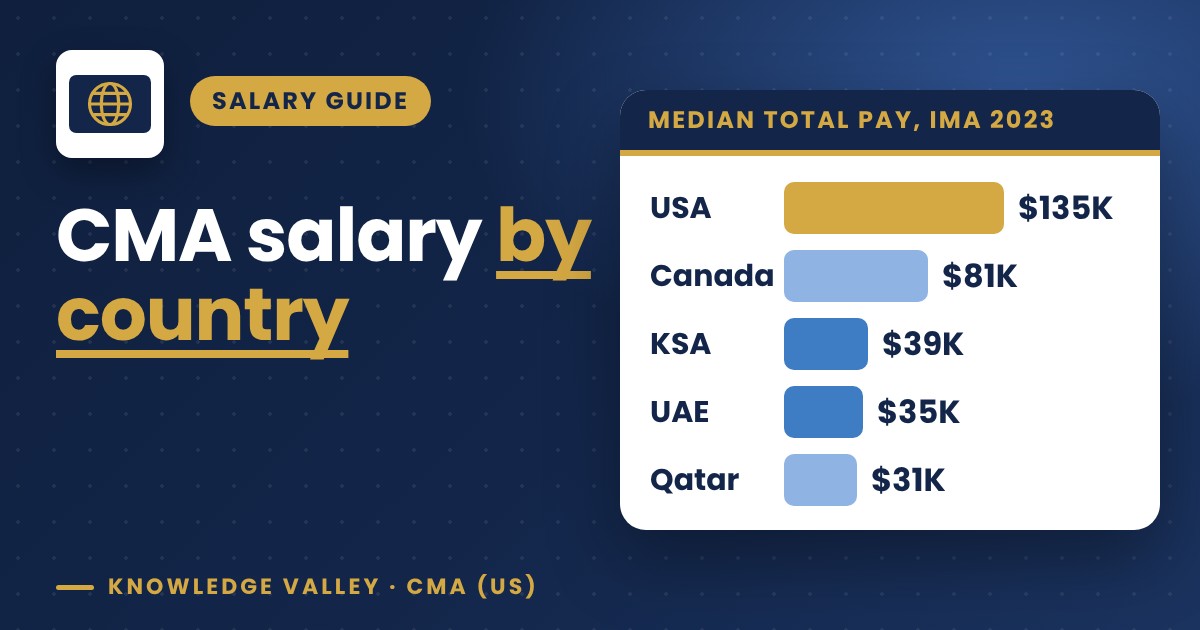 SALARY GUIDE
CMA salary by
country
MEDIAN TOTAL PAY, IMA 2023
USA $135K
Canada $81K
KSA $39K
UAE $35K
Qatar $31K
KNOWLEDGE VALLEY · CMA (US)